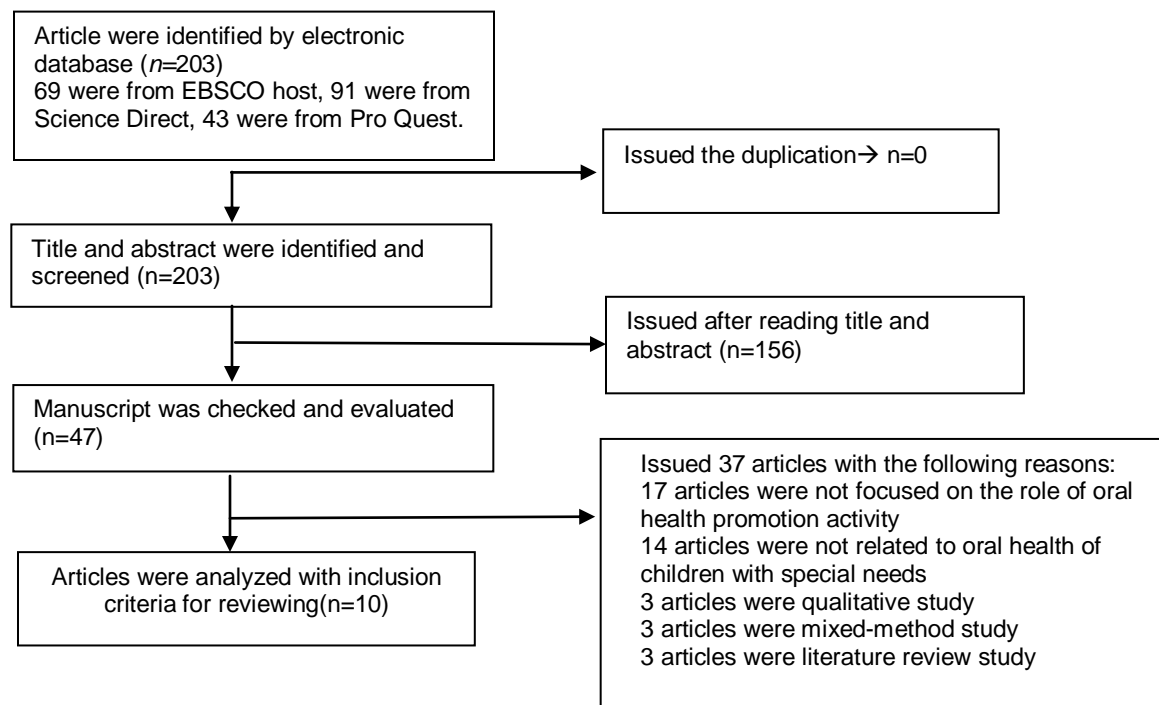 Article were identified by electronic
database (n=203)
69 were from EBSCO host, 91 were from
Science Direct, 43 were from Pro Quest.
Issued the duplication→ n=0
Title and abstract were identified and
screened (n=203)
Issued after reading title and
abstract (n=156)
Manuscript was checked and evaluated
(n=47)
Issued 37 articles with the following reasons:
17 articles were not focused on the role of oral
health promotion activity
14 articles were not related to oral health of
children with special needs
3 articles were qualitative study
3 articles were mixed-method study
3 articles were literature review study
Articles were analyzed with inclusion
criteria for reviewing(n=10)